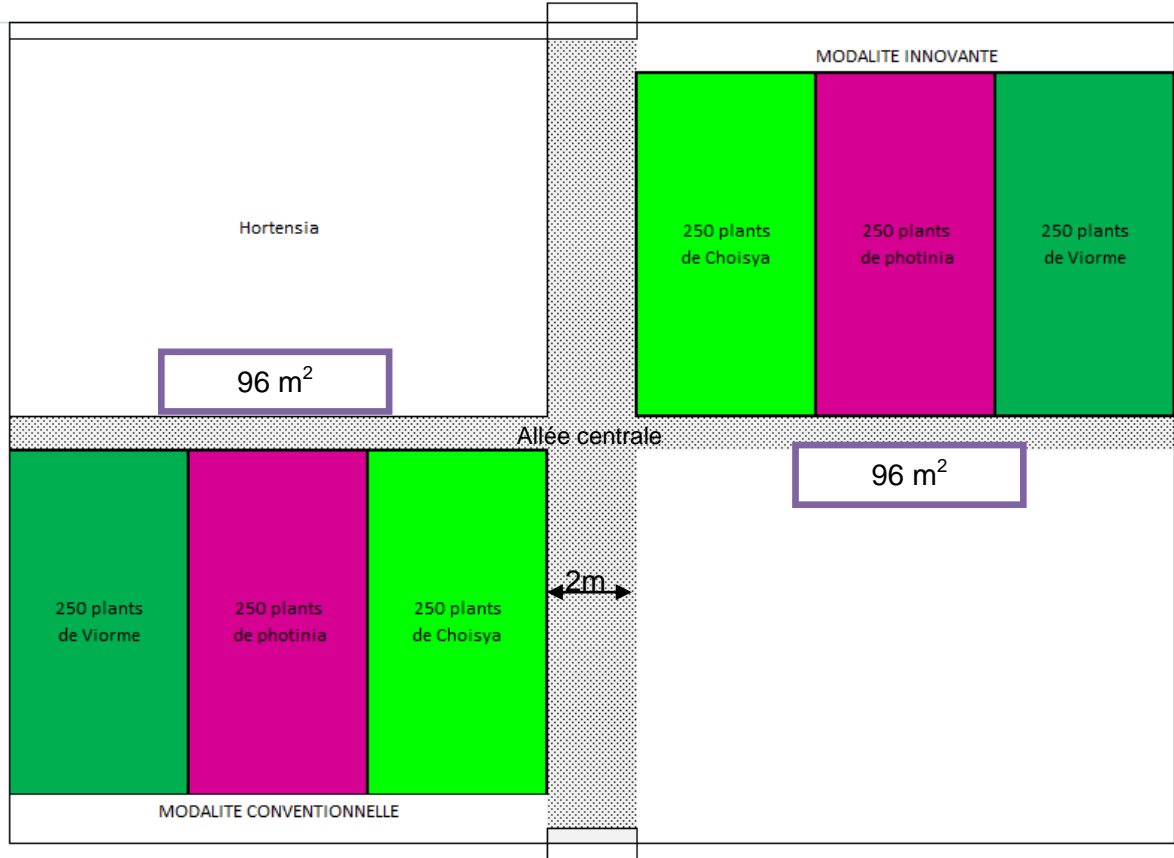 MODALITE INNOVANTE
Hortensia
250 plants
de Choisya
250 plants
de photinia
250 plants
de Viorme
96 m²
Allée centrale
96 m²
2m
250 plants
de Viorme
250 plants
de photinia
250 plants
de Choisya
MODALITE CONVENTIONNELLE